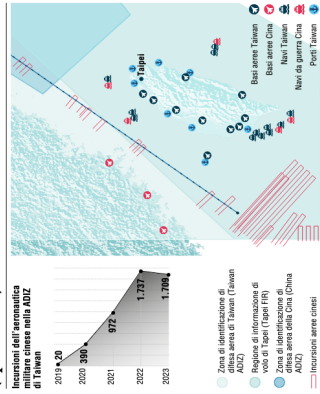 Incursioni dell'aeronautica
militare cinese nella ADIZ
di Taiwan
2019
20
2020
390
2021
972
2022
1.737
2023
1.709
Zona di identificazione di
difesa aerea di Taiwan (Taiwan
ADIZ)
Regione di informazione di
volo di Taipei (Tapei FIR)
Zona di identificazione di
difesa aerea della Cina (China
ADIZ)
Incursioni aeree cinesi
Taipei
Basi aeree Taiwan
Basi aeree Cina
Navi Taiwan
Navi da guerra Cina
Porti Taiwan